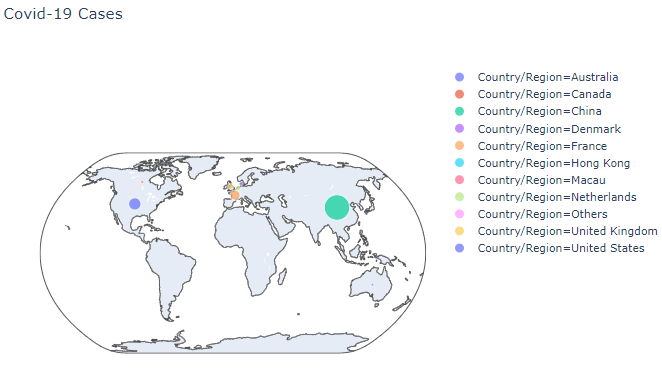 Covid-19 Cases
Country/Region=Australia
Country/Region=Canada
Country/Region=China
Country/Region=Denmark
Country/Region=France
Country/Region=Hong Kong
Country/Region=Macau
Country/Region=Netherlands
Country/Region=Others
Country/Region=United Kingdom
Country/Region=United States